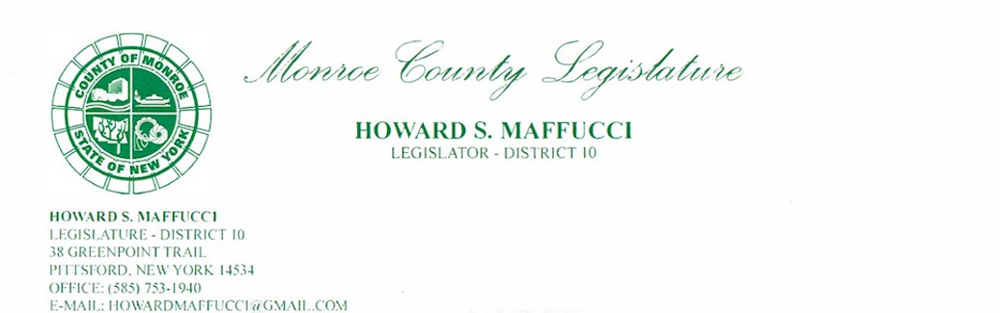 COUNTY OF MONROE
STATE OF NEW YORK
Monroe County Legislature
HOWARD S. MAFFUCCI
LEGISLATOR - DISTRICT 10
HOWARD S. MAFFUCCI
LEGISLATURE - DISTRICT 10
38 GREENPOINT TRAIL
PITTSFORD, NEW YORK 14534
OFFICE: (585) 753-1940
E-MAIL: HOWARDMAFFUCCI@GMAIL.COM